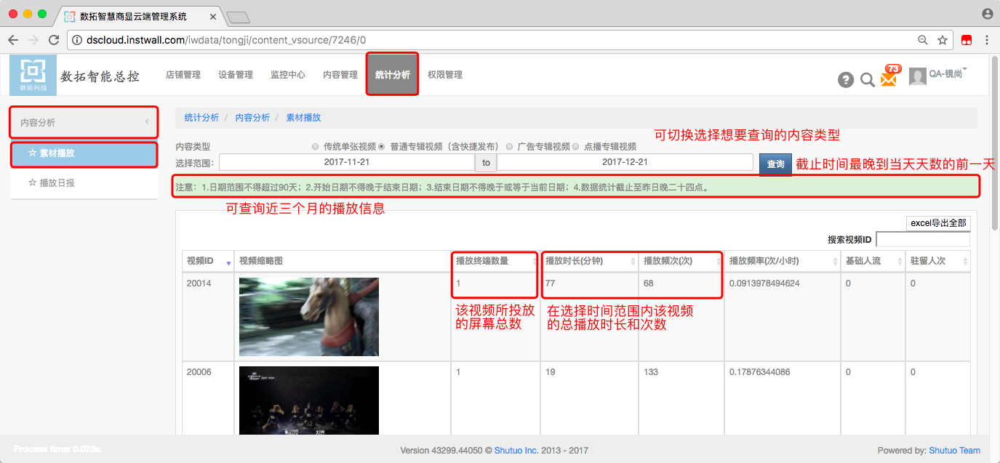 数拓智慧商显云端管理系统
dscloud.instwall.com/iwdata/tongji/content_vsource/7246/0
数拓科技
数拓智能总控
店铺管理 设备管理 监控中心 内容管理 统计分析 权限管理
73
QA-镜尚
内容分析
素材播放
播放日报
统计分析 / 内容分析 / 素材播放
可切换选择想要查询的内容类型
内容类型 传统单张视频 普通专辑视频（含快捷发布） 广告专辑视频 点播专辑视频
选择范围: 2017-11-21 to 2017-12-21 查询 截止时间最晚到当天天数的前一天
注意：1.日期范围不得超过90天；2.开始日期不得晚于结束日期；3.结束日期不得晚于或等于当前日期；4.数据统计截止至昨日晚二十四点。
可查询近三个月的播放信息
excel导出全部
搜索视频ID
视频ID 视频缩略图 播放终端数量 播放时长(分钟) 播放频次(次) 播放频率(次/小时) 基础人流 驻留人次
20014 1 77 68 0.0913978494624 0 0
该视频所投放
的屏幕总数
在选择时间范围内该视频
的总播放时长和次数
20006 1 19 133 0.17876344086 0 0
Process time: 0.023s.
Version 43299.44050 © Shutuo Inc. 2013 - 2017
Powered by: Shutuo Team